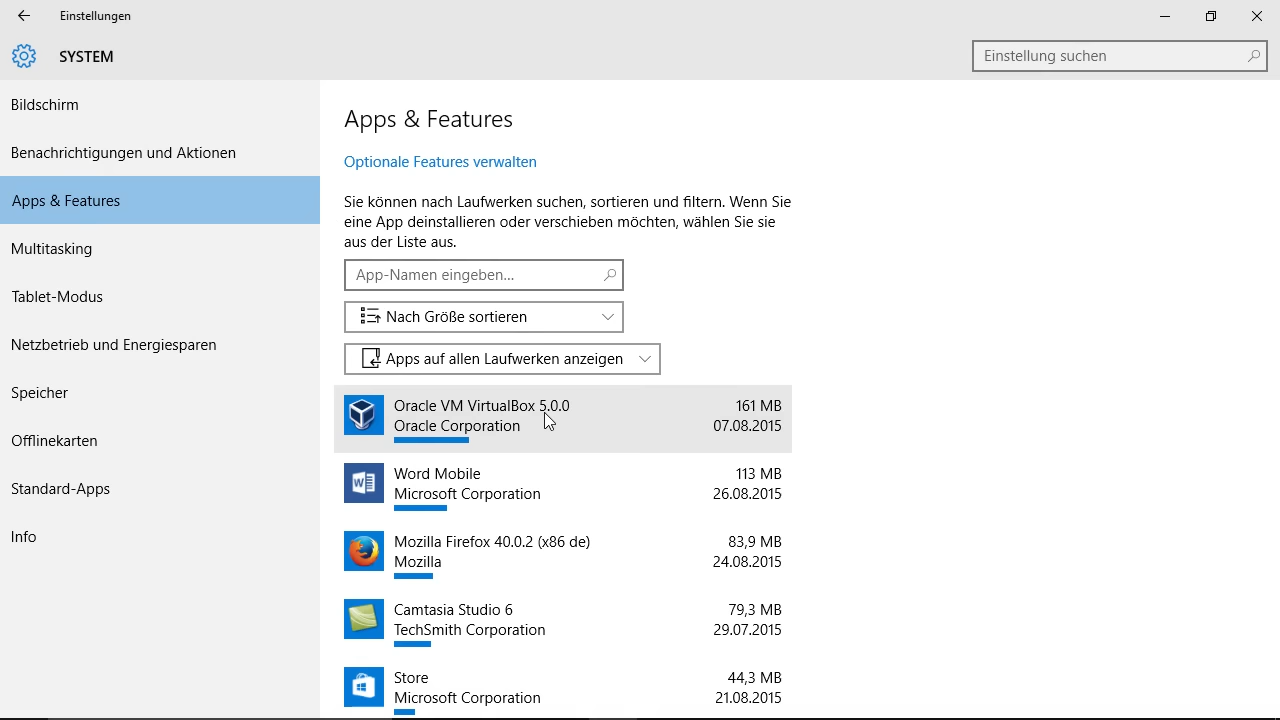 Einstellungen
SYSTEM
Einstellung suchen
Bildschirm
Benachrichtigungen und Aktionen
Apps & Features
Multitasking
Tablet-Modus
Netzbetrieb und Energiesparen
Speicher
Offlinekarten
Standard-Apps
Info
Apps & Features
Optionale Features verwalten
Sie können nach Laufwerken suchen, sortieren und filtern. Wenn Sie
eine App deinstallieren oder verschieben möchten, wählen Sie sie
aus der Liste aus.
App-Namen eingeben...
Nach Größe sortieren
Apps auf allen Laufwerken anzeigen
Oracle VM VirtualBox 5.0.0 161 MB
Oracle Corporation 07.08.2015
Word Mobile 113 MB
Microsoft Corporation 26.08.2015
Mozilla Firefox 40.0.2 (x86 de) 83,9 MB
Mozilla 24.08.2015
Camtasia Studio 6 79,3 MB
TechSmith Corporation 29.07.2015
Store 44,3 MB
Microsoft Corporation 21.08.2015